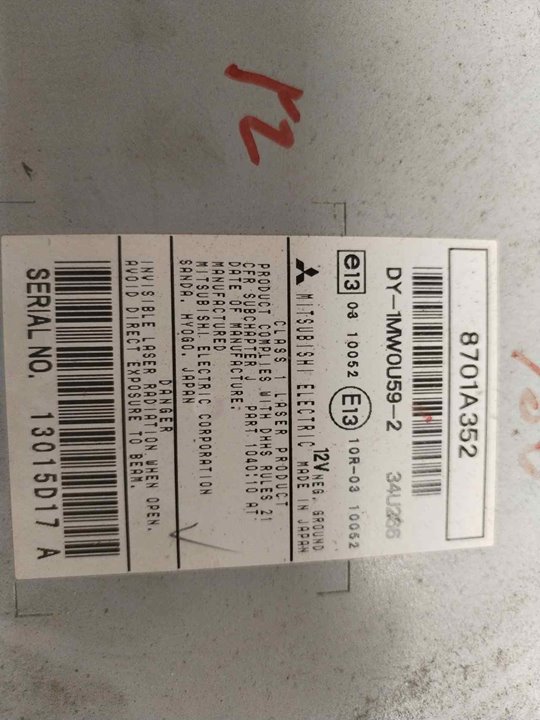 8701A352
DY-1MW0U59-2 34U266
e13 03 10052 E13 10R-03 10052
12V NEG. GROUND
MITSUBISHI ELECTRIC MADE IN JAPAN
CLASS 1 LASER PRODUCT
PRODUCT COMPLIES WITH DHHS RULES 21
CFR SUBCHAPTER J, PART 1040.10 AT
DATE OF MANUFACTURE.
MANUFACTURED
MITSUBISHI ELECTRIC CORPORATION
SANDA, HYOGO, JAPAN
DANGER
INVISIBLE LASER RADIATION WHEN OPEN.
AVOID DIRECT EXPOSURE TO BEAM.
SERIAL NO. 13015D17 A